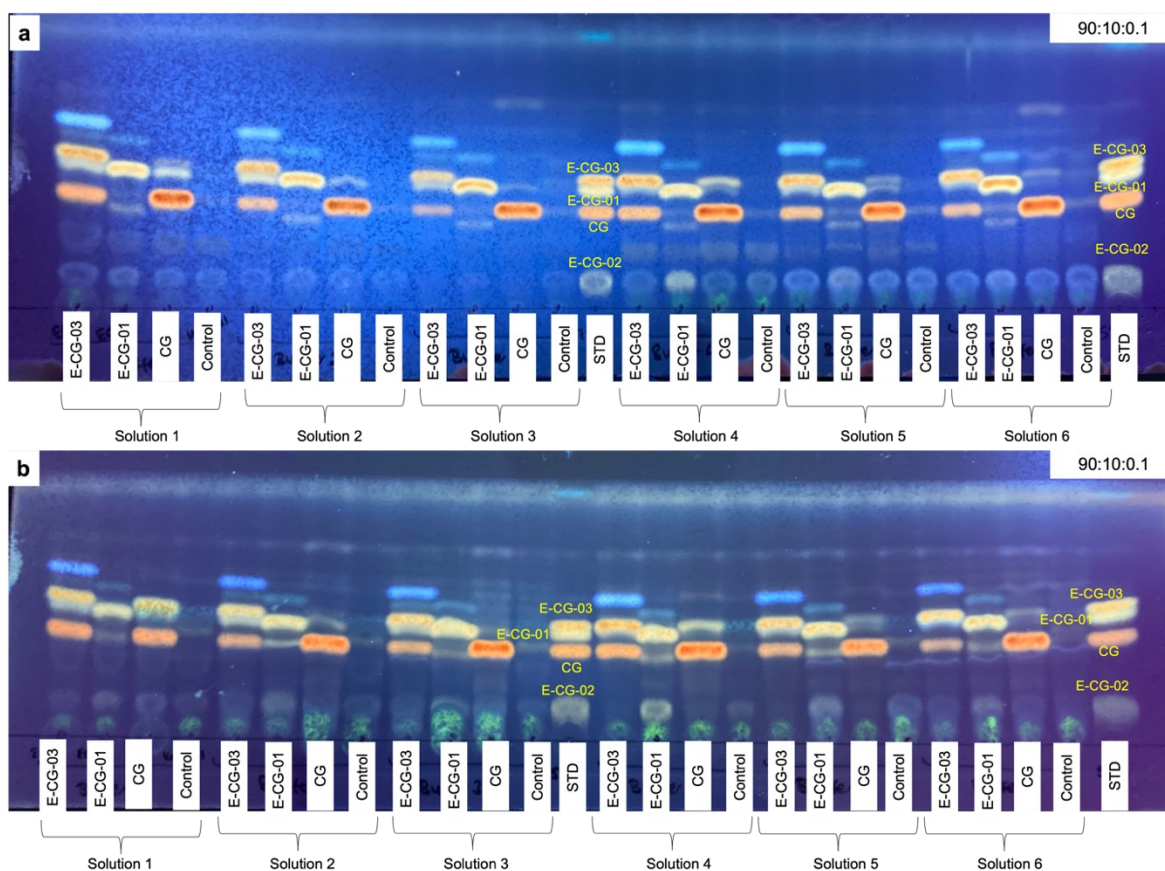 a
90:10:0.1
E-CG-03
E-CG-01
CG
E-CG-02
E-CG-03
E-CG-01
CG
E-CG-02
E-CG-03
E-CG-01
CG
Control
E-CG-03
E-CG-01
CG
Control
E-CG-03
E-CG-01
CG
Control
STD
E-CG-03
E-CG-01
CG
Control
E-CG-03
E-CG-01
CG
Control
E-CG-03
E-CG-01
CG
Control
STD
Solution 1
Solution 2
Solution 3
Solution 4
Solution 5
Solution 6
b
90:10:0.1
E-CG-03
E-CG-01
CG
E-CG-02
E-CG-03
E-CG-01
CG
E-CG-02
E-CG-03
E-CG-01
CG
Control
E-CG-03
E-CG-01
CG
Control
E-CG-03
E-CG-01
CG
Control
STD
E-CG-03
E-CG-01
CG
Control
E-CG-03
E-CG-01
CG
Control
E-CG-03
E-CG-01
CG
Control
STD
Solution 1
Solution 2
Solution 3
Solution 4
Solution 5
Solution 6